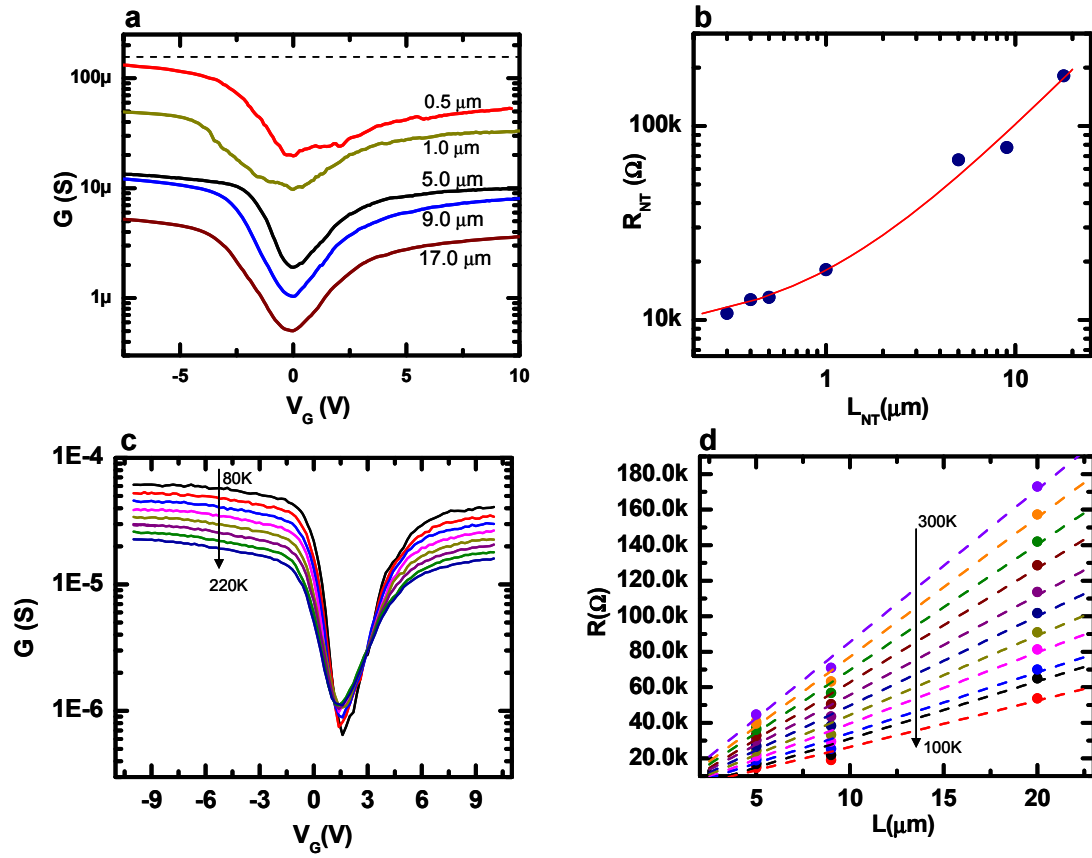 a
G (S)
100µ
10µ
1µ
0.5 µm
1.0 µm
5.0 µm
9.0 µm
17.0 µm
-5 0 5 10
V_G (V)
b
R_NT (Ω)
100k
10k
1 10
L_NT(µm)
c
G (S)
1E-4
1E-5
1E-6
80K
220K
-9 -6 -3 0 3 6 9
V_G(V)
d
R(Ω)
180.0k
160.0k
140.0k
120.0k
100.0k
80.0k
60.0k
40.0k
20.0k
300K
100K
5 10 15 20
L(µm)